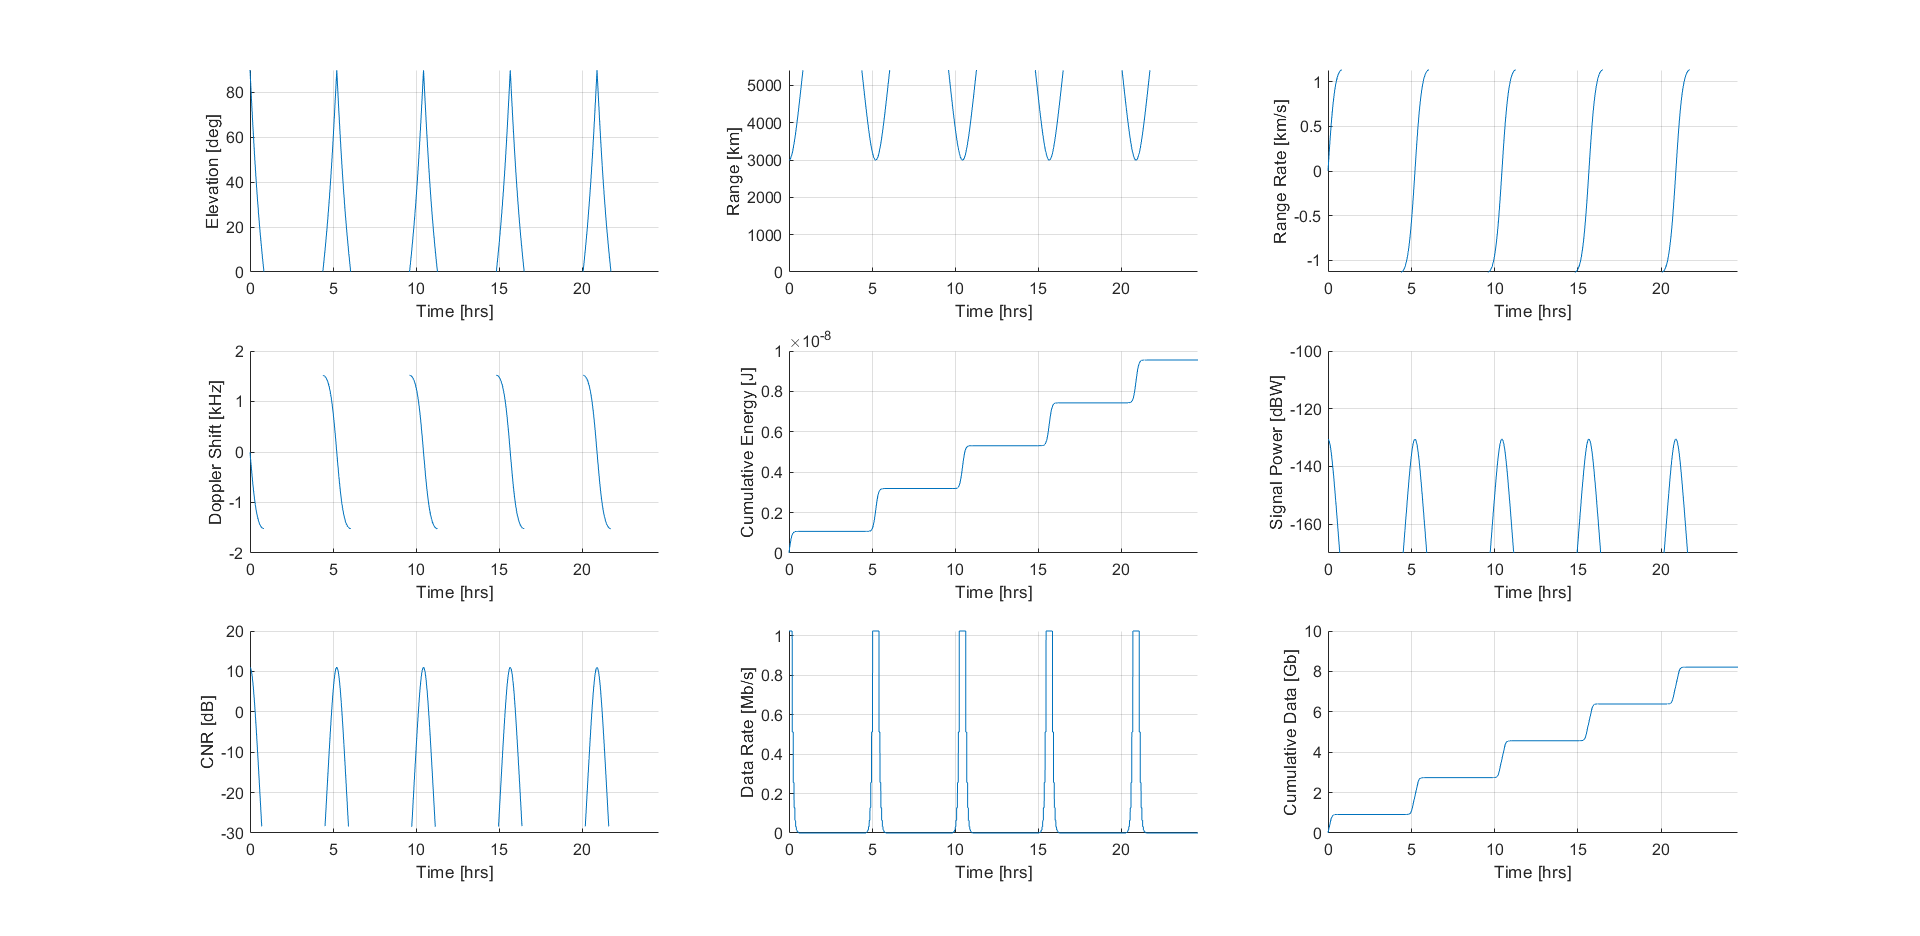 Elevation [deg]
80
60
40
20
0
0 5 10 15 20
Time [hrs]
Range [km]
5000
4000
3000
2000
1000
0
0 5 10 15 20
Time [hrs]
Range Rate [km/s]
1
0.5
0
-0.5
-1
0 5 10 15 20
Time [hrs]
Doppler Shift [kHz]
2
1
0
-1
-2
0 5 10 15 20
Time [hrs]
×10-8
Cumulative Energy [J]
1
0.8
0.6
0.4
0.2
0
0 5 10 15 20
Time [hrs]
Signal Power [dBW]
-100
-120
-140
-160
0 5 10 15 20
Time [hrs]
CNR [dB]
20
10
0
-10
-20
-30
0 5 10 15 20
Time [hrs]
Data Rate [Mb/s]
1
0.8
0.6
0.4
0.2
0
0 5 10 15 20
Time [hrs]
Cumulative Data [Gb]
10
8
6
4
2
0
0 5 10 15 20
Time [hrs]